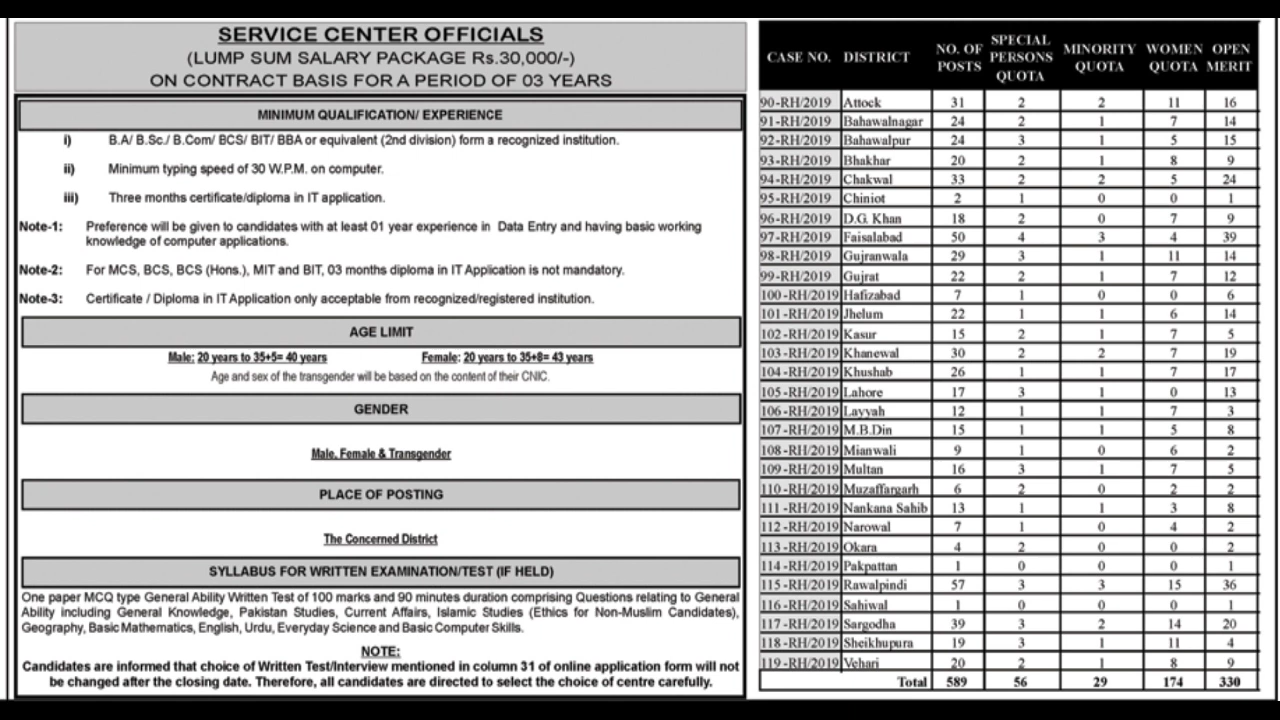 SERVICE CENTER OFFICIALS
(LUMP SUM SALARY PACKAGE Rs.30,000/-)
ON CONTRACT BASIS FOR A PERIOD OF 03 YEARS
MINIMUM QUALIFICATION/ EXPERIENCE
i) B.A/ B.Sc./ B.Com/ BCS/ BIT/ BBA or equivalent (2nd division) form a recognized institution.
ii) Minimum typing speed of 30 W.P.M. on computer.
iii) Three months certificate/diploma in IT application.
Note-1: Preference will be given to candidates with at least 01 year experience in Data Entry and having basic working
knowledge of computer applications.
Note-2: For MCS, BCS, BCS (Hons.), MIT and BIT, 03 months diploma in IT Application is not mandatory.
Note-3: Certificate / Diploma in IT Application only acceptable from recognized/registered institution.
AGE LIMIT
Male: 20 years to 35+5= 40 years Female: 20 years to 35+8= 43 years
Age and sex of the transgender will be based on the content of their CNIC.
GENDER
Male, Female & Transgender
PLACE OF POSTING
The Concerned District
SYLLABUS FOR WRITTEN EXAMINATION/TEST (IF HELD)
One paper MCQ type General Ability Written Test of 100 marks and 90 minutes duration comprising Questions relating to General
Ability including General Knowledge, Pakistan Studies, Current Affairs, Islamic Studies (Ethics for Non-Muslim Candidates),
Geography, Basic Mathematics, English, Urdu, Everyday Science and Basic Computer Skills.
NOTE:
Candidates are informed that choice of Written Test/Interview mentioned in column 31 of online application form will not
be changed after the closing date. Therefore, all candidates are directed to select the choice of centre carefully.
CASE NO. DISTRICT NO. OF POSTS SPECIAL PERSONS QUOTA MINORITY QUOTA WOMEN QUOTA OPEN MERIT
90-RH/2019 Attock 31 2 2 11 16
91-RH/2019 Bahawalnagar 24 2 1 7 14
92-RH/2019 Bahawalpur 24 3 1 5 15
93-RH/2019 Bhakhar 20 2 1 8 9
94-RH/2019 Chakwal 33 2 2 5 24
95-RH/2019 Chiniot 2 1 0 0 1
96-RH/2019 D.G. Khan 18 2 0 7 9
97-RH/2019 Faisalabad 50 4 3 4 39
98-RH/2019 Gujranwala 29 3 1 11 14
99-RH/2019 Gujrat 22 2 1 7 12
100-RH/2019 Hafizabad 7 1 0 0 6
101-RH/2019 Jhelum 22 1 1 6 14
102-RH/2019 Kasur 15 2 1 7 5
103-RH/2019 Khanewal 30 2 2 7 19
104-RH/2019 Khushab 26 1 1 7 17
105-RH/2019 Lahore 17 3 1 0 13
106-RH/2019 Layyah 12 1 1 7 3
107-RH/2019 M.B.Din 15 1 1 5 8
108-RH/2019 Mianwali 9 1 0 6 2
109-RH/2019 Multan 16 3 1 7 5
110-RH/2019 Muzaffargarh 6 2 0 2 2
111-RH/2019 Nankana Sahib 13 1 1 3 8
112-RH/2019 Narowal 7 1 0 4 2
113-RH/2019 Okara 4 2 0 0 2
114-RH/2019 Pakpattan 1 0 0 0 1
115-RH/2019 Rawalpindi 57 3 3 15 36
116-RH/2019 Sahiwal 1 0 0 0 1
117-RH/2019 Sargodha 39 3 2 14 20
118-RH/2019 Sheikhupura 19 3 1 11 4
119-RH/2019 Vehari 20 2 1 8 9
Total 589 56 29 174 330